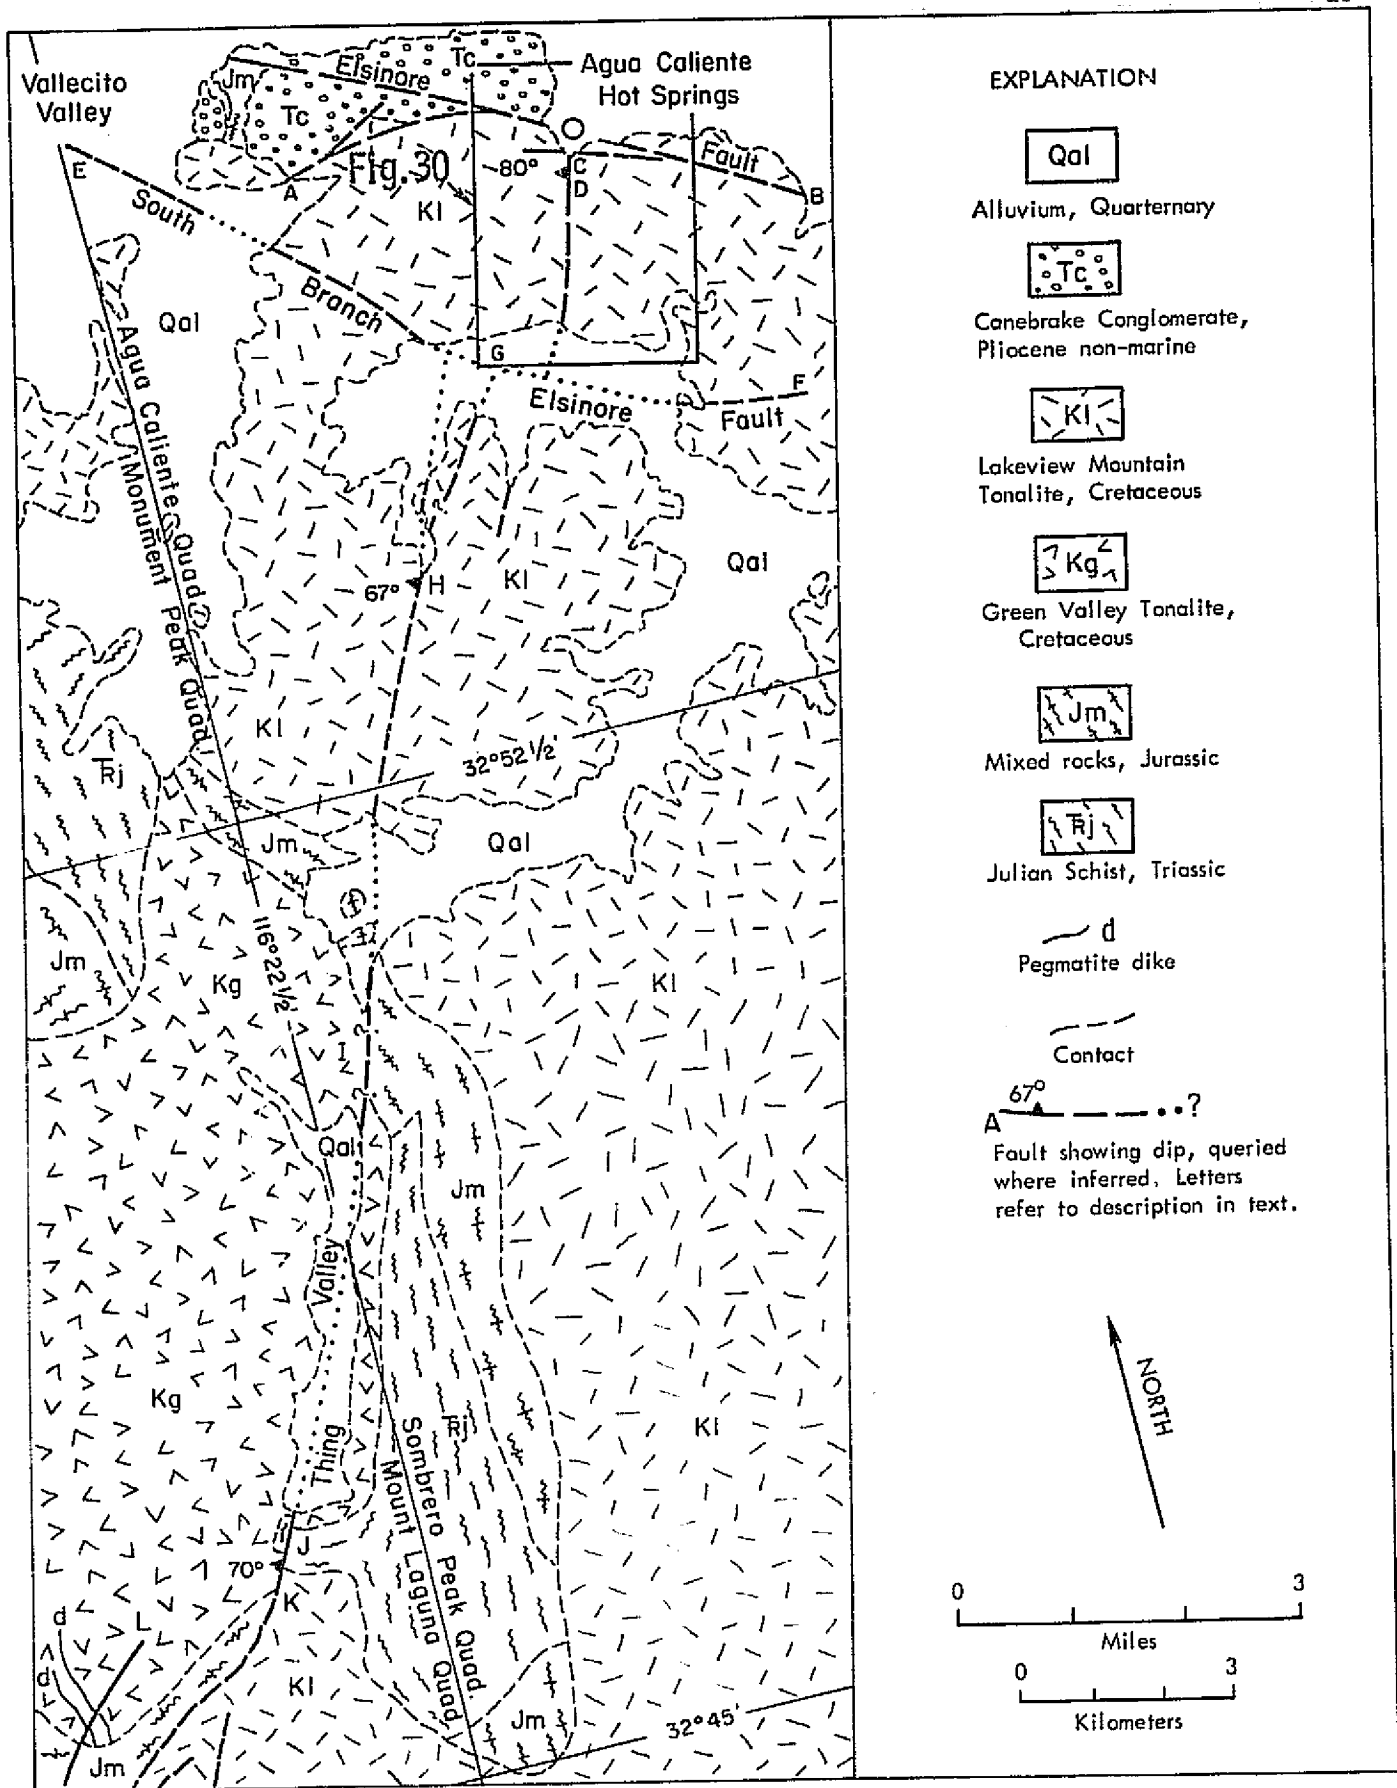 Vallecito
Valley
Jm
Elsinore
Tc
Agua Caliente
Hot Springs
Tc
E
South
A
Fig.30
80°
C
D
Fault
B
Kl
Branch
Qal
G
Elsinore
F
Fault
Agua Caliente Quad.
Monument Peak Quad.
67°
H
Kl
Qal
Kl
32°52 1/2'
TRj
Jm
Qal
Jm
Kg
116°22 1/2'
Kl
I
Qal
Jm
Valley
Kg
Thing
TRj
Kl
Sombrero Peak Quad.
Mount Laguna Quad.
J
70°
K
d
L
d
Kl
Jm
32°45'
Jm
EXPLANATION
Qal
Alluvium, Quarternary
Tc
Canebrake Conglomerate,
Pliocene non-marine
Kl
Lakeview Mountain
Tonalite, Cretaceous
Kg
Green Valley Tonalite,
Cretaceous
Jm
Mixed rocks, Jurassic
TRj
Julian Schist, Triassic
d
Pegmatite dike
Contact
67°
A ?
Fault showing dip, queried
where inferred. Letters
refer to description in text.
NORTH
0 3
Miles
0 3
Kilometers